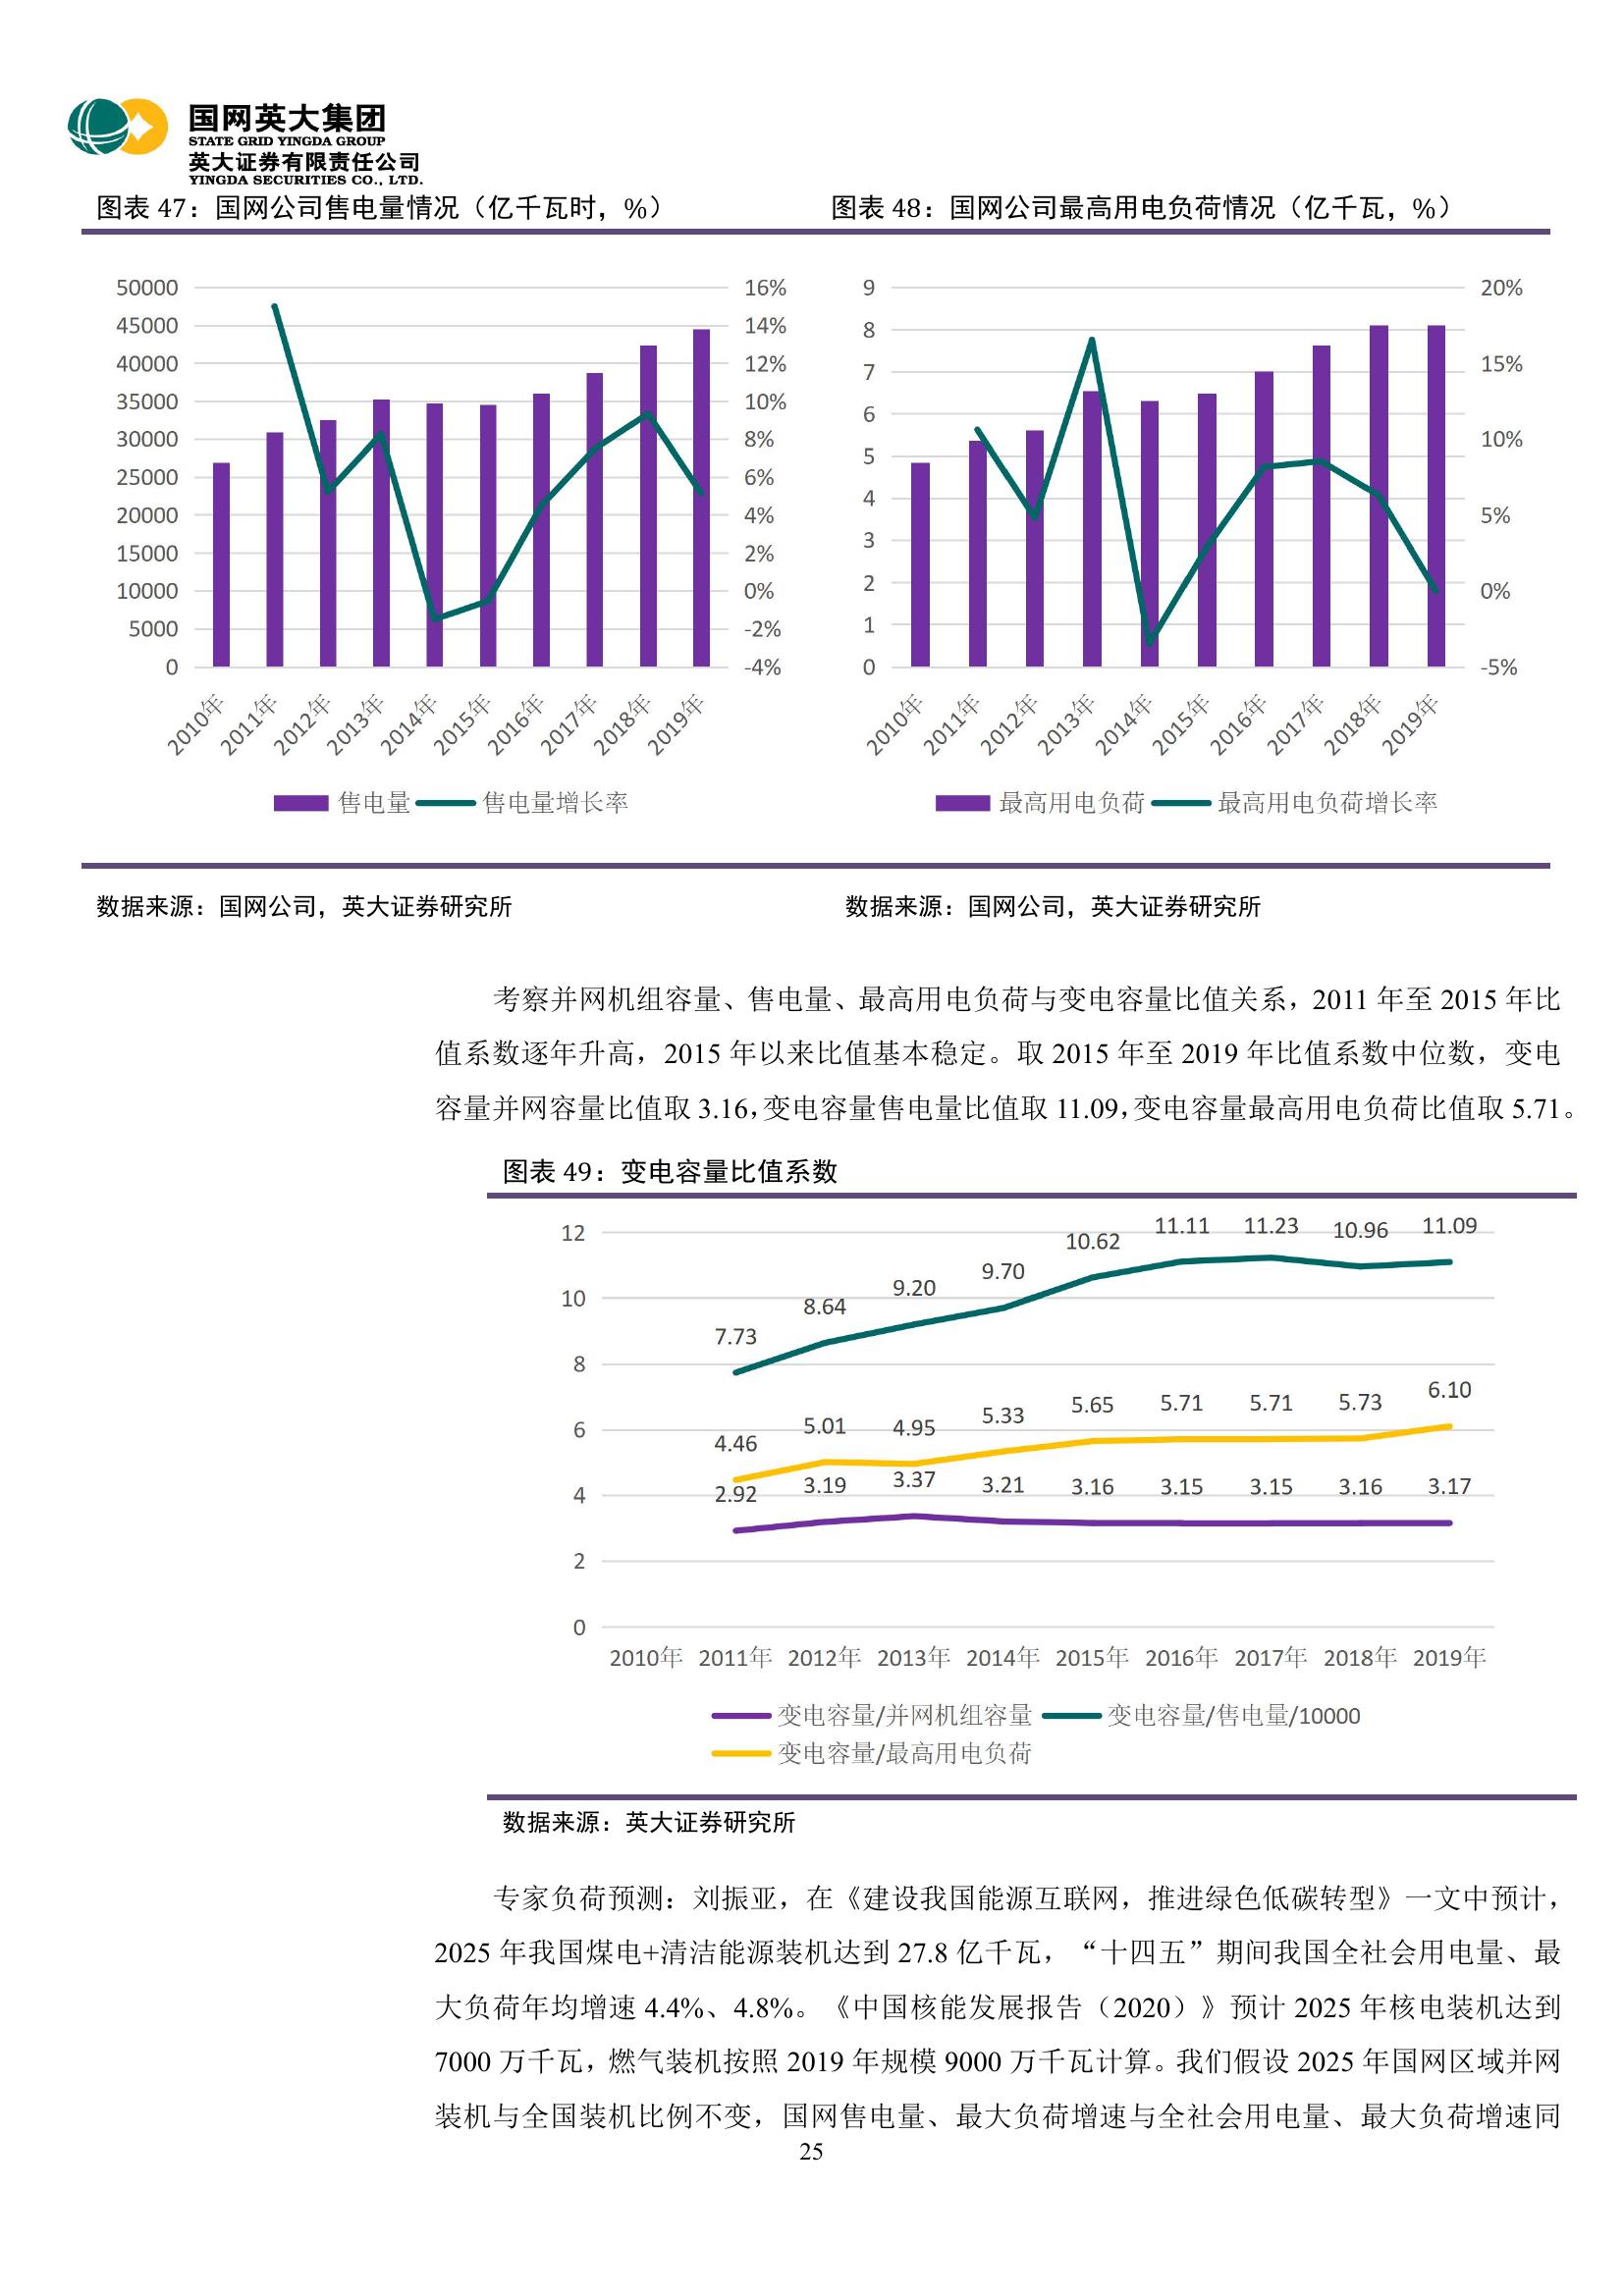 国网英大集团
STATE GRID YINGDA GROUP
英大证券有限责任公司
YINGDA SECURITIES CO., LTD.
图表 47：国网公司售电量情况（亿千瓦时，%）
50000
45000
40000
35000
30000
25000
20000
15000
10000
5000
0
16%
14%
12%
10%
8%
6%
4%
2%
0%
-2%
-4%
2010年
2011年
2012年
2013年
2014年
2015年
2016年
2017年
2018年
2019年
售电量
售电量增长率
数据来源：国网公司，英大证券研究所
图表 48：国网公司最高用电负荷情况（亿千瓦，%）
9
8
7
6
5
4
3
2
1
0
20%
15%
10%
5%
0%
-5%
2010年
2011年
2012年
2013年
2014年
2015年
2016年
2017年
2018年
2019年
最高用电负荷
最高用电负荷增长率
数据来源：国网公司，英大证券研究所
考察并网机组容量、售电量、最高用电负荷与变电容量比值关系，2011 年至 2015 年比
值系数逐年升高，2015 年以来比值基本稳定。取 2015 年至 2019 年比值系数中位数，变电
容量并网容量比值取 3.16，变电容量售电量比值取 11.09，变电容量最高用电负荷比值取 5.71。
图表 49：变电容量比值系数
12
10
8
6
4
2
0
7.73
8.64
9.20
9.70
10.62
11.11
11.23
10.96
11.09
4.46
5.01
4.95
5.33
5.65
5.71
5.71
5.73
6.10
2.92
3.19
3.37
3.21
3.16
3.15
3.15
3.16
3.17
2010年 2011年 2012年 2013年 2014年 2015年 2016年 2017年 2018年 2019年
变电容量/并网机组容量
变电容量/售电量/10000
变电容量/最高用电负荷
数据来源：英大证券研究所
专家负荷预测：刘振亚，在《建设我国能源互联网，推进绿色低碳转型》一文中预计，
2025 年我国煤电+清洁能源装机达到 27.8 亿千瓦，“十四五”期间我国全社会用电量、最
大负荷年均增速 4.4%、4.8%。《中国核能发展报告（2020）》预计 2025 年核电装机达到
7000 万千瓦，燃气装机按照 2019 年规模 9000 万千瓦计算。我们假设 2025 年国网区域并网
装机与全国装机比例不变，国网售电量、最大负荷增速与全社会用电量、最大负荷增速同
25